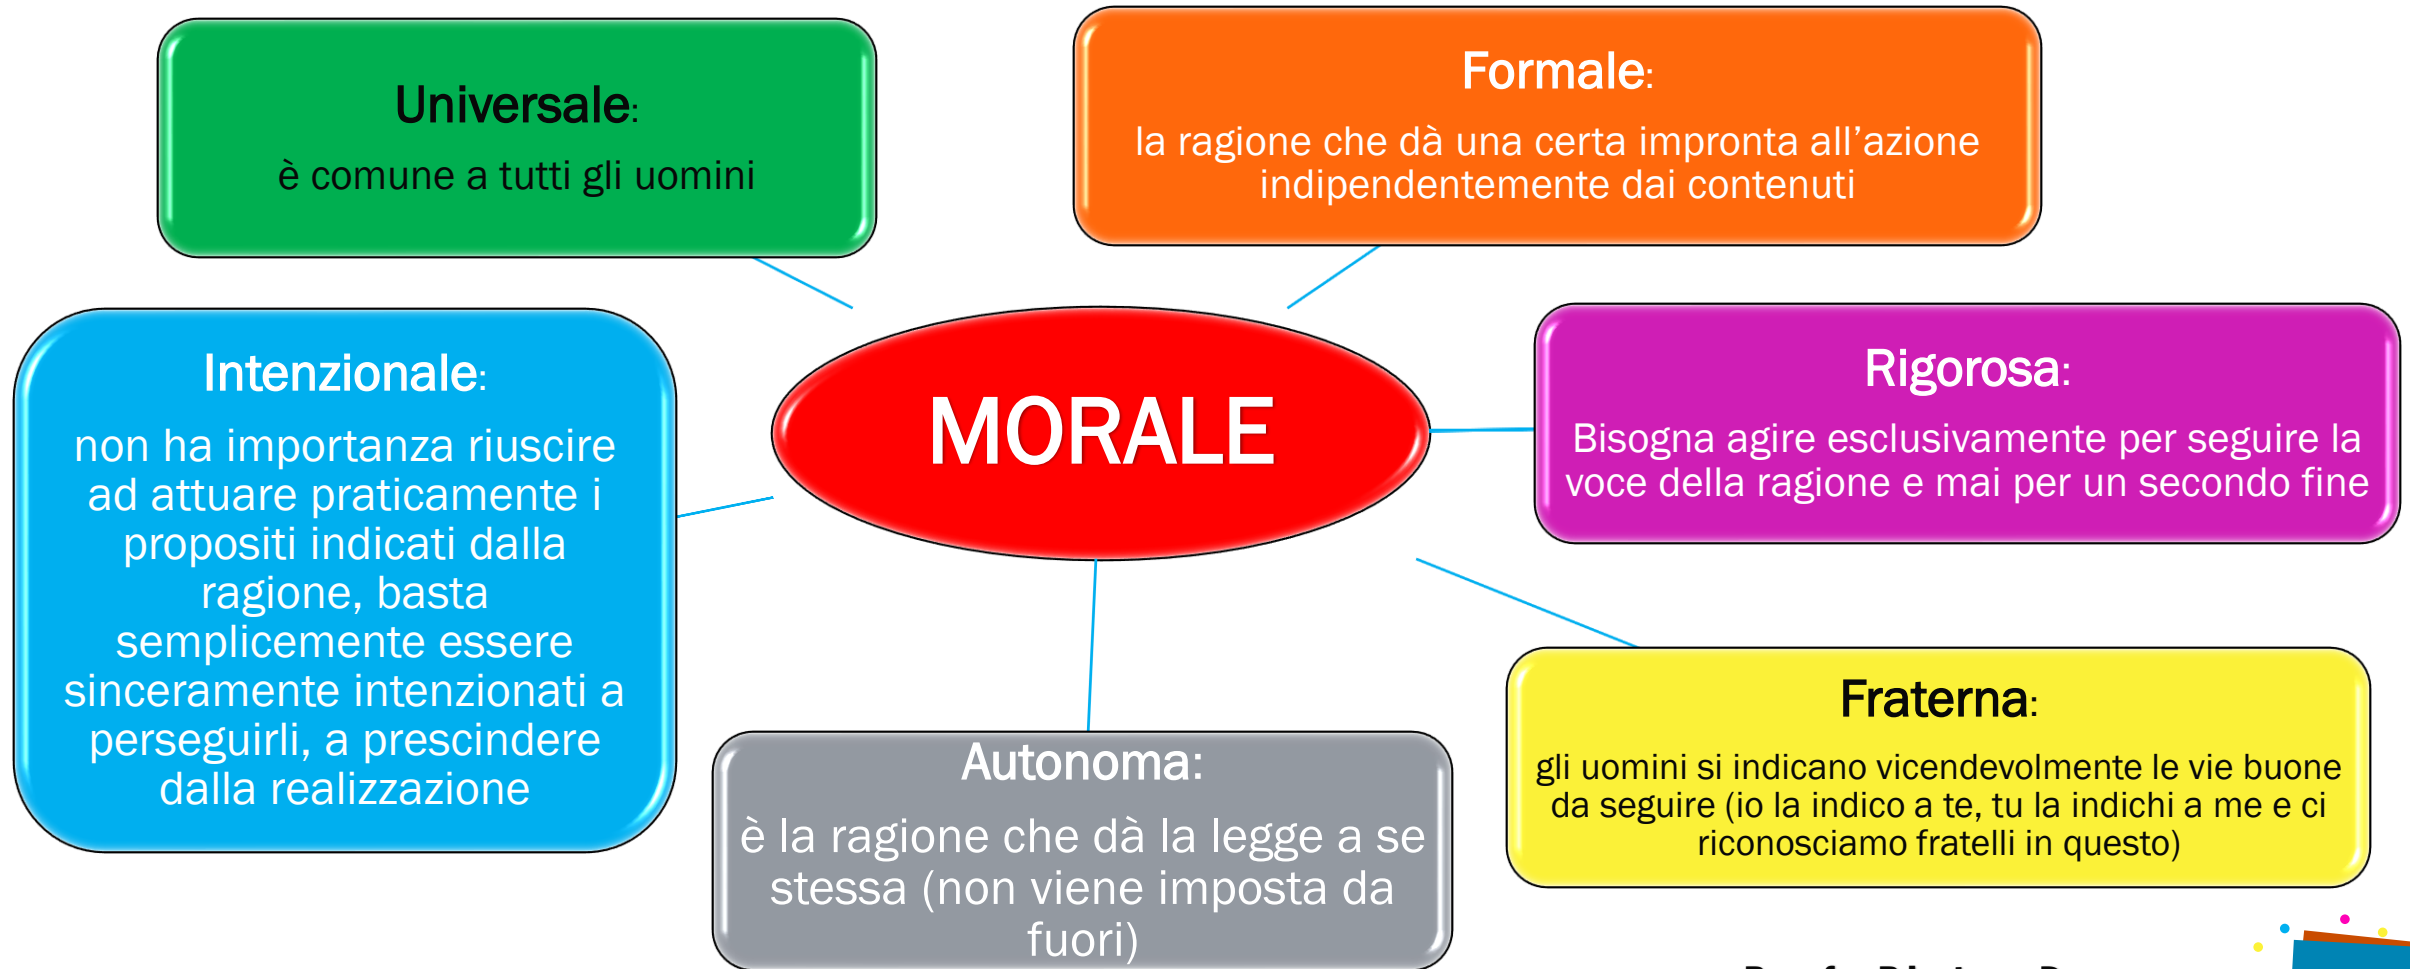 Universale:
è comune a tutti gli uomini
Formale:
la ragione che dà una certa impronta all’azione
indipendentemente dai contenuti
Intenzionale:
non ha importanza riuscire
ad attuare praticamente i
propositi indicati dalla
ragione, basta
semplicemente essere
sinceramente intenzionati a
perseguirli, a prescindere
dalla realizzazione
MORALE
Rigorosa:
Bisogna agire esclusivamente per seguire la
voce della ragione e mai per un secondo fine
Autonoma:
è la ragione che dà la legge a se
stessa (non viene imposta da
fuori)
Fraterna:
gli uomini si indicano vicendevolmente le vie buone
da seguire (io la indico a te, tu la indichi a me e ci
riconosciamo fratelli in questo)